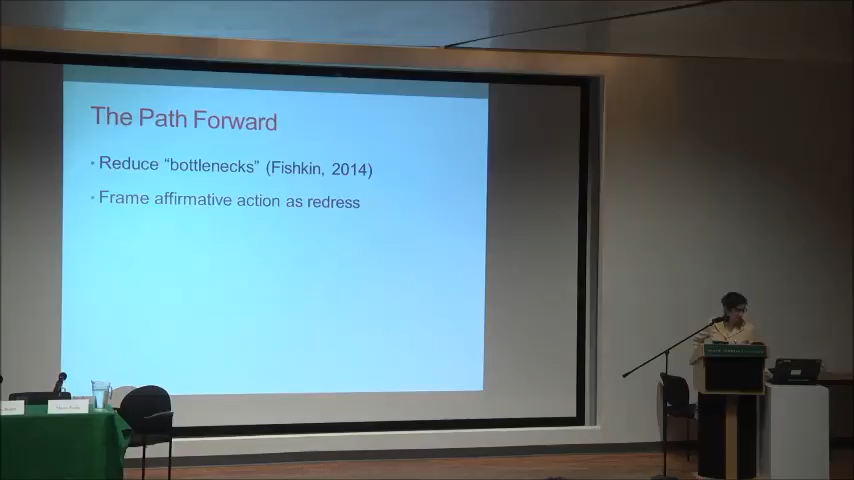 The Path Forward
• Reduce “bottlenecks” (Fishkin, 2014)
• Frame affirmative action as redress